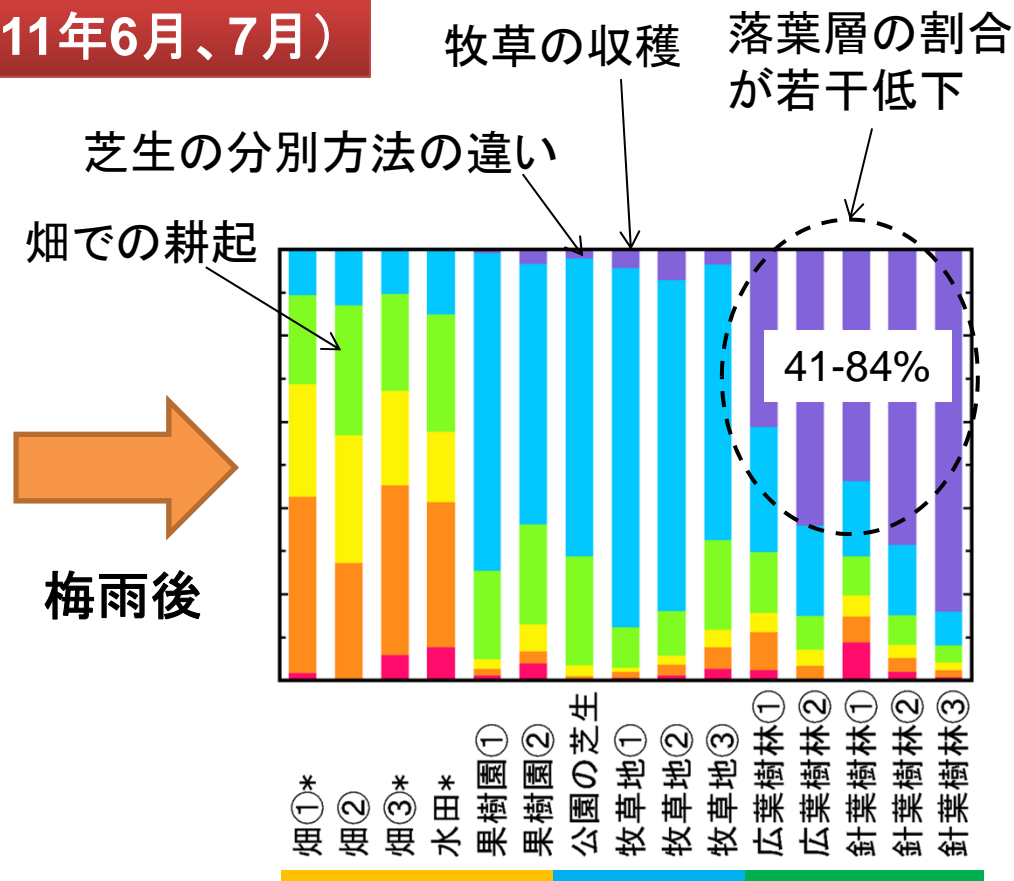 11年6月、7月）
牧草の収穫
落葉層の割合
が若干低下
芝生の分別方法の違い
畑での耕起
41-84%
梅雨後
畑①*
畑②
畑③*
水田*
果樹園①
果樹園②
公園の芝生
牧草地①
牧草地②
牧草地③
広葉樹林①
広葉樹林②
針葉樹林①
針葉樹林②
針葉樹林③